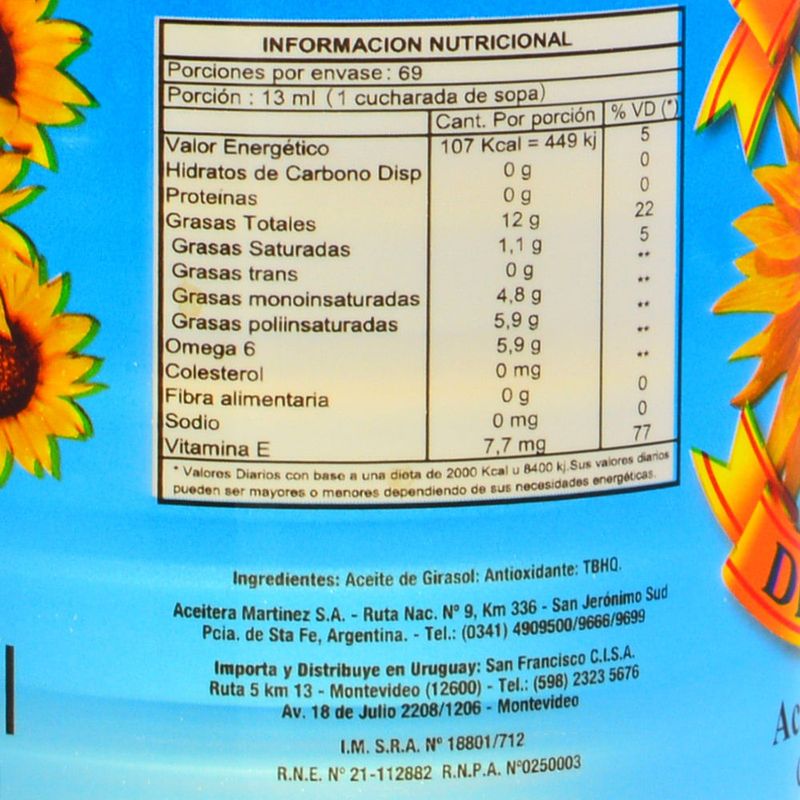 INFORMACION NUTRICIONAL
Porciones por envase: 69
Porción : 13 ml (1 cucharada de sopa)
Cant. Por porción % VD (*)
Valor Energético 107 Kcal = 449 kj 5
Hidratos de Carbono Disp 0 g 0
Proteínas 0 g 0
Grasas Totales 12 g 22
Grasas Saturadas 1,1 g 5
Grasas trans 0 g **
Grasas monoinsaturadas 4,8 g **
Grasas poliinsaturadas 5,9 g **
Omega 6 5,9 g **
Colesterol 0 mg **
Fibra alimentaria 0 g 0
Sodio 0 mg 0
Vitamina E 7,7 mg 77
* Valores Diarios con base a una dieta de 2000 Kcal u 8400 kj.Sus valores diarios
pueden ser mayores o menores dependiendo de sus necesidades energéticas.
Ingredientes: Aceite de Girasol; Antioxidante: TBHQ.
Aceitera Martinez S.A. - Ruta Nac. Nº 9, Km 336 - San Jerónimo Sud
Pcia. de Sta Fe, Argentina. - Tel.: (0341) 4909500/9666/9699
Importa y Distribuye en Uruguay: San Francisco C.I.S.A.
Ruta 5 km 13 - Montevideo (12600) - Tel.: (598) 2323 5676
Av. 18 de Julio 2208/1206 - Montevideo
I.M. S.R.A. Nº 18801/712
R.N.E. Nº 21-112882 R.N.P.A. Nº0250003